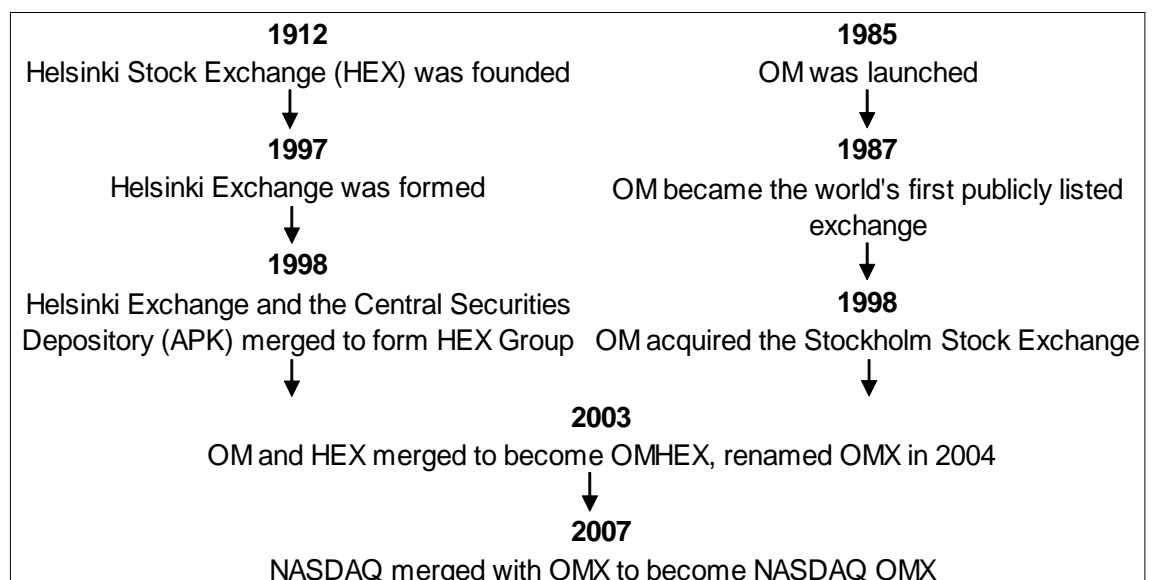 1912
Helsinki Stock Exchange (HEX) was founded
1997
Helsinki Exchange was formed
1998
Helsinki Exchange and the Central Securities
Depository (APK) merged to form HEX Group
1985
OM was launched
1987
OM became the world's first publicly listed
exchange
1998
OM acquired the Stockholm Stock Exchange
2003
OM and HEX merged to become OMHEX, renamed OMX in 2004
2007
NASDAQ merged with OMX to become NASDAQ OMX